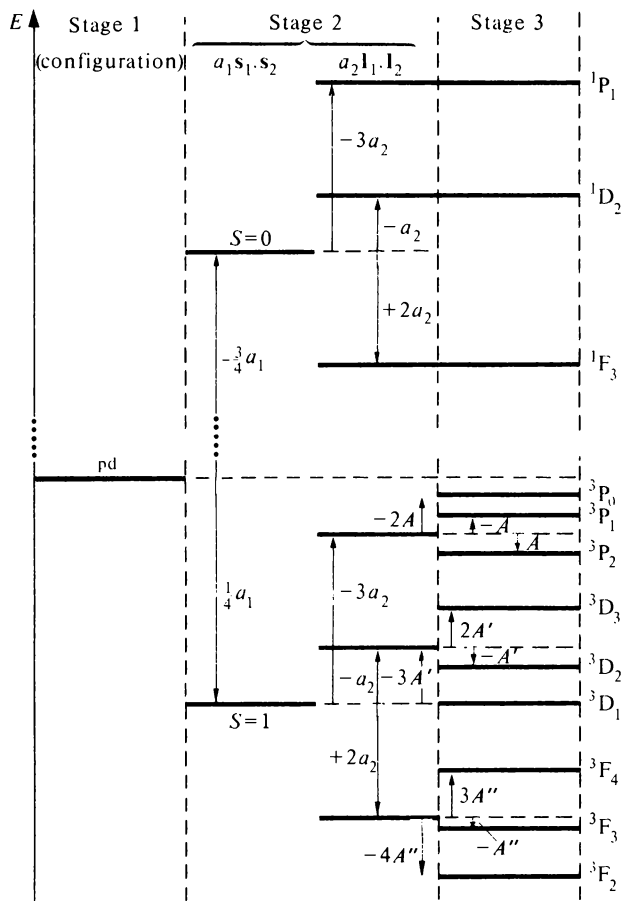 E Stage 1 Stage 2 Stage 3
(configuration) a₁s₁.s₂ a₂l₁.l₂
¹P₁
−3a₂
¹D₂
−a₂
S=0
+2a₂
−¾a₁
¹F₃
pd
³P₀
−2A −A ³P₁
A ³P₂
¼a₁ −3a₂
³D₃
2A′
−a₂ −3A′ −A′ ³D₂
³D₁
S=1
+2a₂
³F₄
3A″
³F₃
−4A″ −A″
³F₂